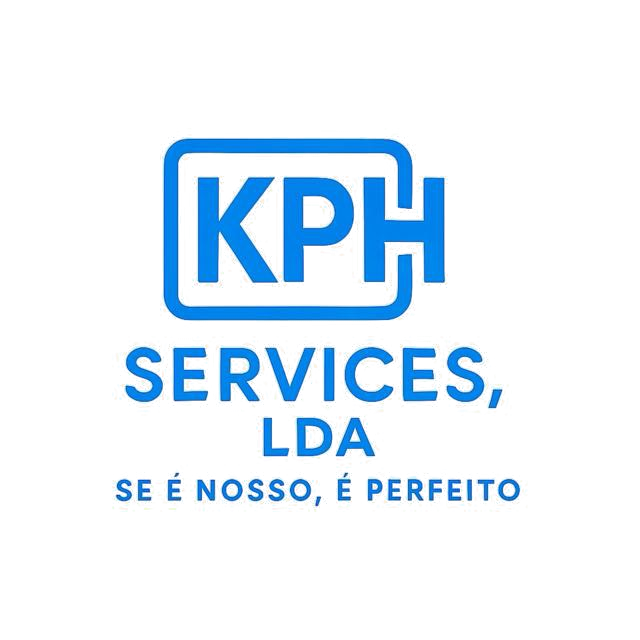 KPH
SERVICES,
LDA
SE É NOSSO, É PERFEITO